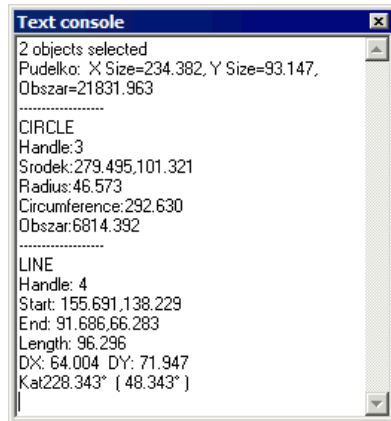 Text console
2 objects selected
Pudelko:  X Size=234.382, Y Size=93.147,
Obszar=21831.963
-------------------
CIRCLE
Handle:3
Srodek:279.495,101.321
Radius:46.573
Circumference:292.630
Obszar:6814.392
-------------------
LINE
Handle: 4
Start: 155.691,138.229
End: 91.686,66.283
Length: 96.296
DX: 64.004  DY: 71.947
Kat228.343°  ( 48.343° )